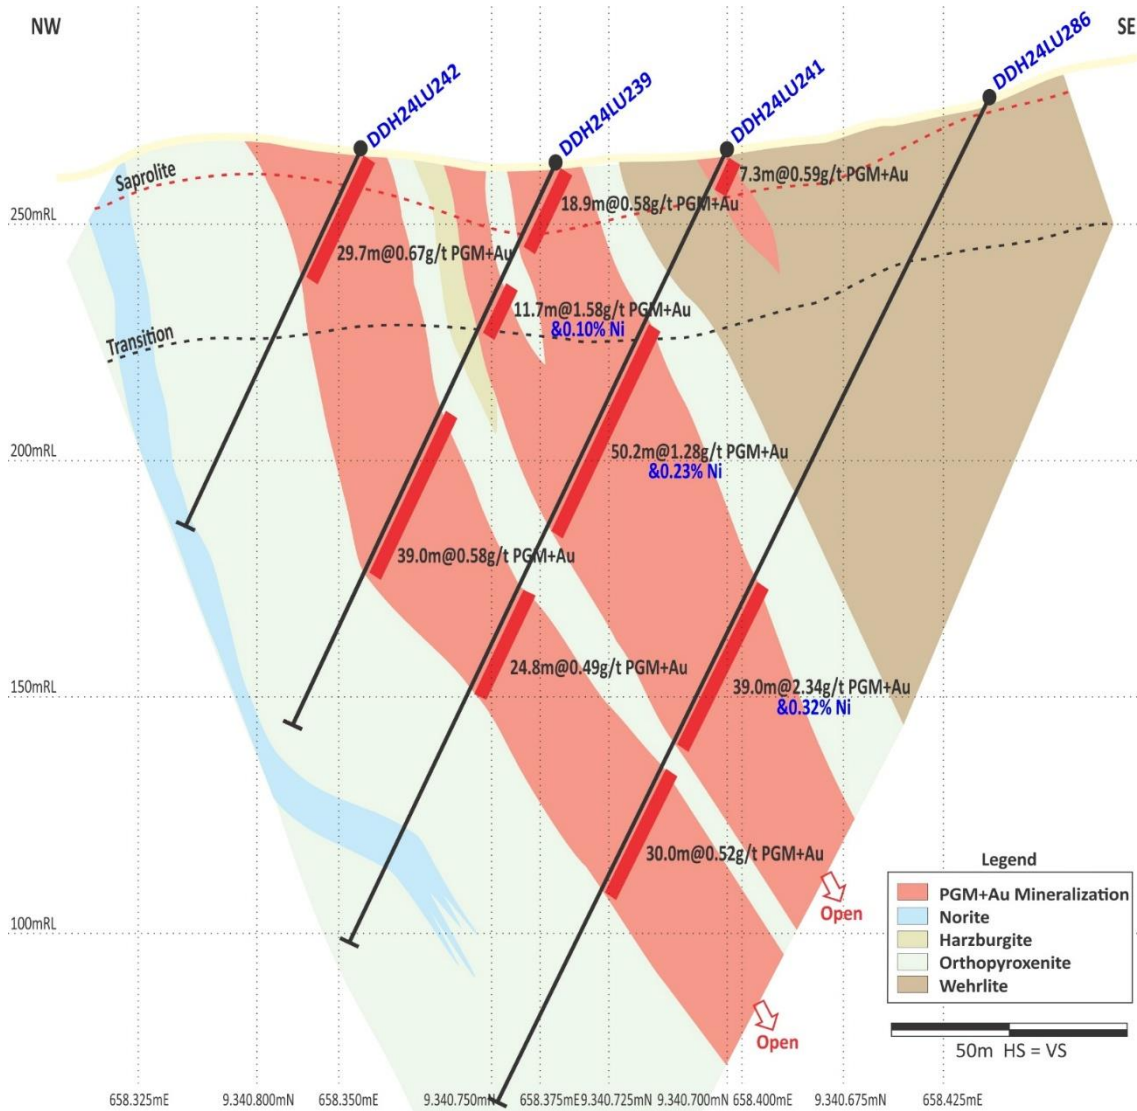 NW
SE
DDH24LU242
DDH24LU239
DDH24LU241
DDH24LU286
Saprolite
7.3m@0.59g/t PGM+Au
18.9m@0.58g/t PGM+Au
250mRL
29.7m@0.67g/t PGM+Au
11.7m@1.58g/t PGM+Au
&0.10% Ni
Transition
50.2m@1.28g/t PGM+Au
&0.23% Ni
200mRL
39.0m@0.58g/t PGM+Au
24.8m@0.49g/t PGM+Au
150mRL
39.0m@2.34g/t PGM+Au
&0.32% Ni
30.0m@0.52g/t PGM+Au
Open
100mRL
Open
Legend
PGM+Au Mineralization
Norite
Harzburgite
Orthopyroxenite
Wehrlite
50m HS = VS
658.325mE
9.340.800mN
658.350mE
9.340.750mN
658.375mE
9.340.725mN
9.340.700mN
658.400mE
9.340.675mN
658.425mE